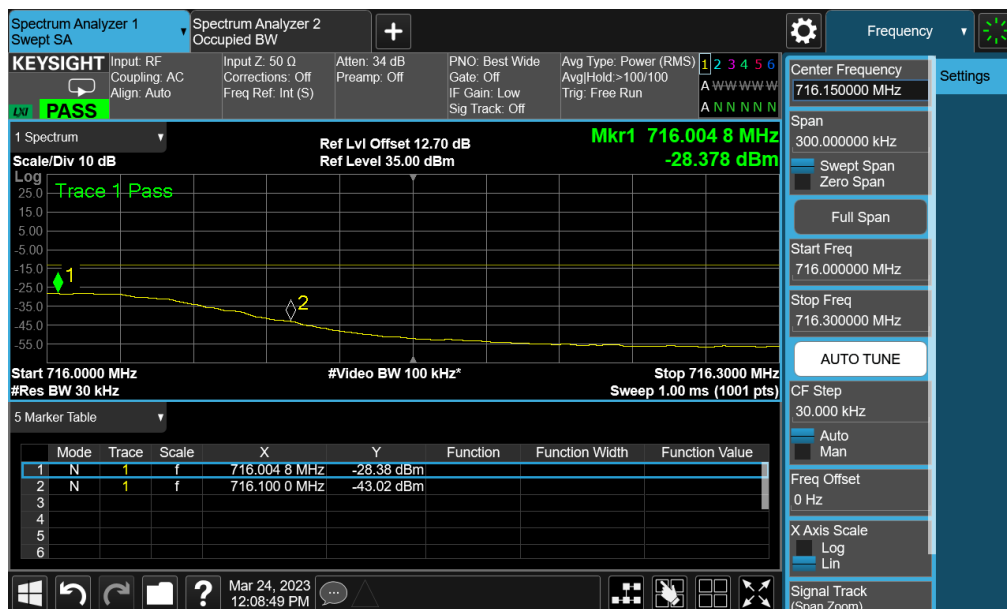 Spectrum Analyzer 1
Swept SA
Spectrum Analyzer 2
Occupied BW
Frequency
KEYSIGHT
LXI
PASS
Input: RF
Coupling: AC
Align: Auto
Input Z: 50 Ω
Corrections: Off
Freq Ref: Int (S)
Atten: 34 dB
Preamp: Off
PNO: Best Wide
Gate: Off
IF Gain: Low
Sig Track: Off
Avg Type: Power (RMS)
Avg|Hold:>100/100
Trig: Free Run
1 2 3 4 5 6
A W W W W W
A N N N N N
1 Spectrum
Scale/Div 10 dB
Ref Lvl Offset 12.70 dB
Ref Level 35.00 dBm
Mkr1 716.004 8 MHz
-28.378 dBm
Log
Trace 1 Pass
25.0
15.0
5.00
-5.00
-15.0
-25.0
-35.0
-45.0
-55.0
1
2
Start 716.0000 MHz
#Video BW 100 kHz*
Stop 716.3000 MHz
#Res BW 30 kHz
Sweep 1.00 ms (1001 pts)
5 Marker Table
Mode Trace Scale X Y Function Function Width Function Value
1 N 1 f 716.004 8 MHz -28.38 dBm
2 N 1 f 716.100 0 MHz -43.02 dBm
3
4
5
6
?
Mar 24, 2023
12:08:49 PM
Center Frequency
716.150000 MHz
Settings
Span
300.000000 kHz
Swept Span
Zero Span
Full Span
Start Freq
716.000000 MHz
Stop Freq
716.300000 MHz
AUTO TUNE
CF Step
30.000 kHz
Auto
Man
Freq Offset
0 Hz
X Axis Scale
Log
Lin
Signal Track
(Span Zoom)